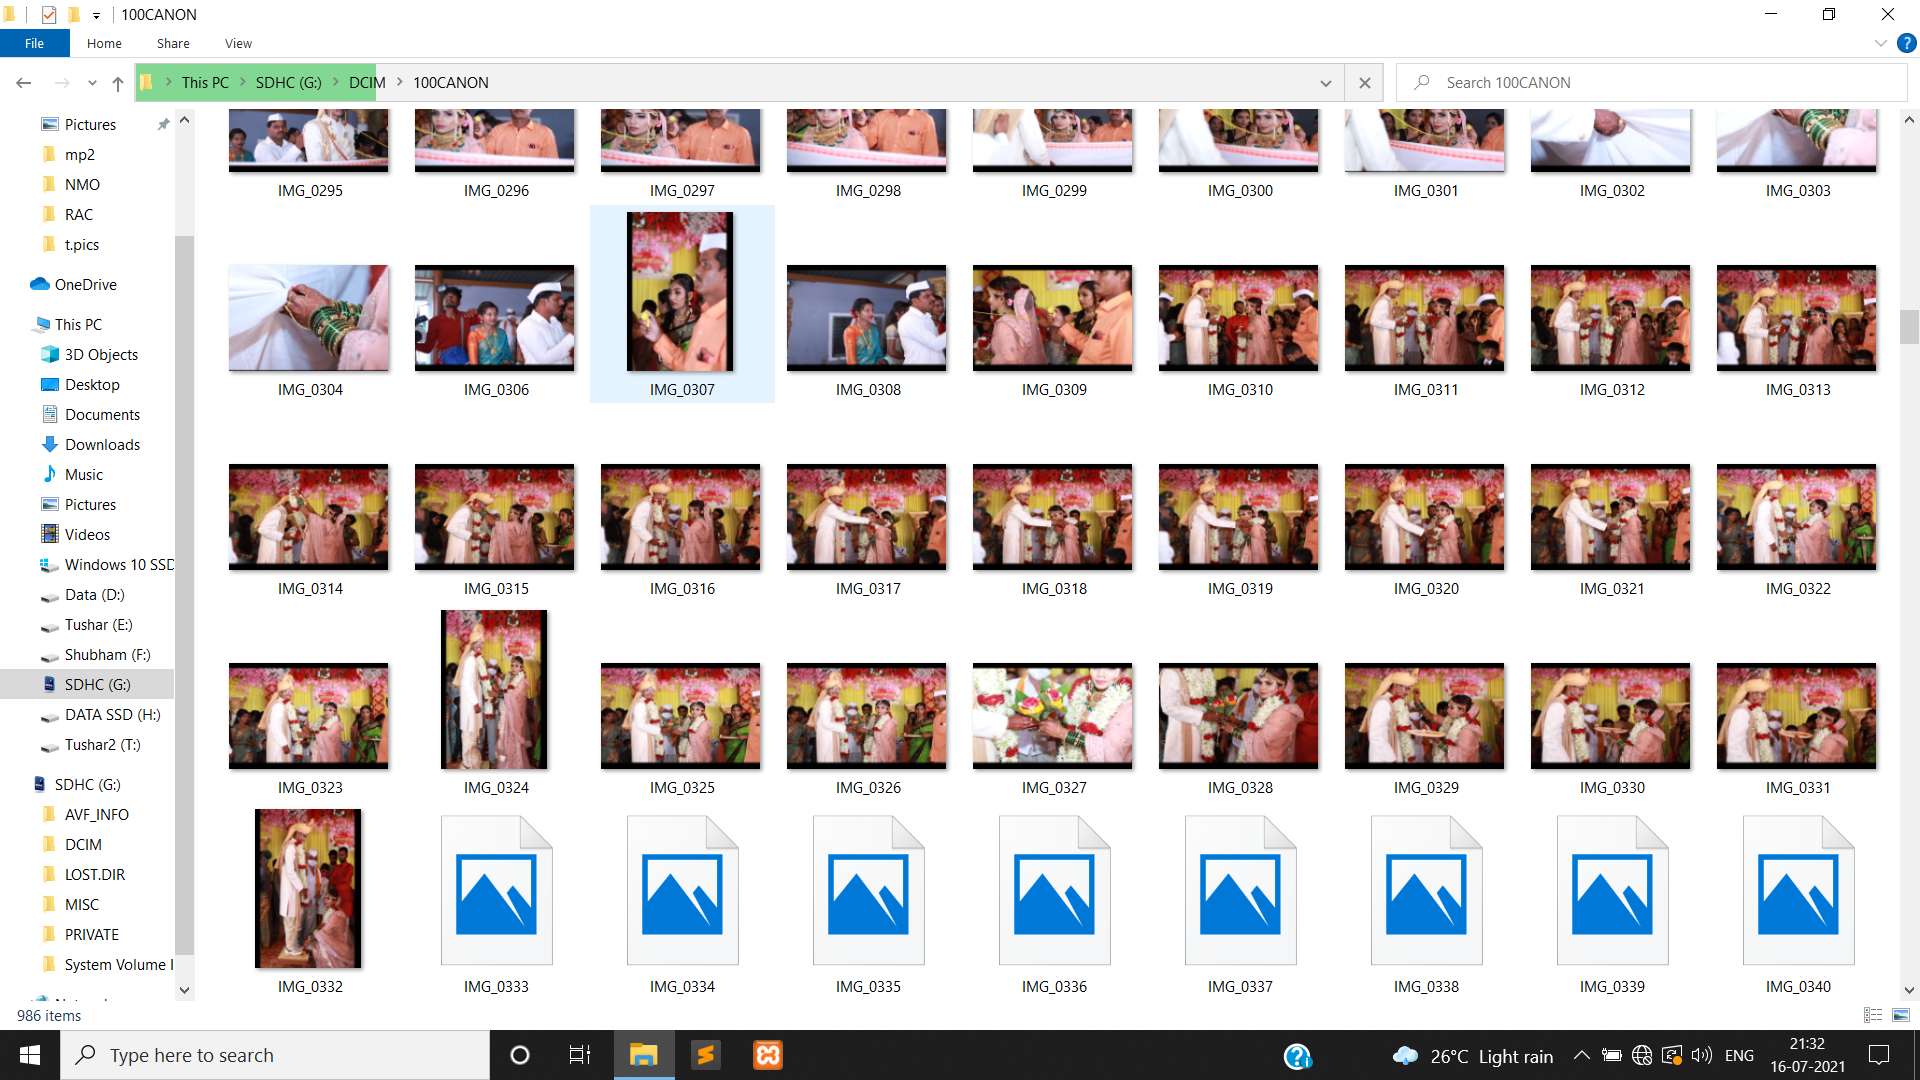 100CANON
File Home Share View
This PC SDHC (G:) DCIM 100CANON
Search 100CANON
Pictures
mp2
NMO
RAC
t.pics
OneDrive
This PC
3D Objects
Desktop
Documents
Downloads
Music
Pictures
Videos
Windows 10 SSD
Data (D:)
Tushar (E:)
Shubham (F:)
SDHC (G:)
DATA SSD (H:)
Tushar2 (T:)
SDHC (G:)
AVF_INFO
DCIM
LOST.DIR
MISC
PRIVATE
System Volume I
IMG_0295 IMG_0296 IMG_0297 IMG_0298 IMG_0299 IMG_0300 IMG_0301 IMG_0302 IMG_0303
IMG_0304 IMG_0306 IMG_0307 IMG_0308 IMG_0309 IMG_0310 IMG_0311 IMG_0312 IMG_0313
IMG_0314 IMG_0315 IMG_0316 IMG_0317 IMG_0318 IMG_0319 IMG_0320 IMG_0321 IMG_0322
IMG_0323 IMG_0324 IMG_0325 IMG_0326 IMG_0327 IMG_0328 IMG_0329 IMG_0330 IMG_0331
IMG_0332 IMG_0333 IMG_0334 IMG_0335 IMG_0336 IMG_0337 IMG_0338 IMG_0339 IMG_0340
986 items
Type here to search
26°C Light rain
ENG
21:32
16-07-2021